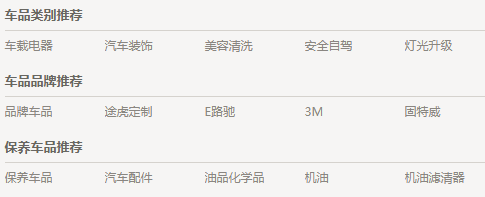 车品类别推荐
车载电器 汽车装饰 美容清洗 安全自驾 灯光升级
车品品牌推荐
品牌车品 途虎定制 E路驰 3M 固特威
保养车品推荐
保养车品 汽车配件 油品化学品 机油 机油滤清器